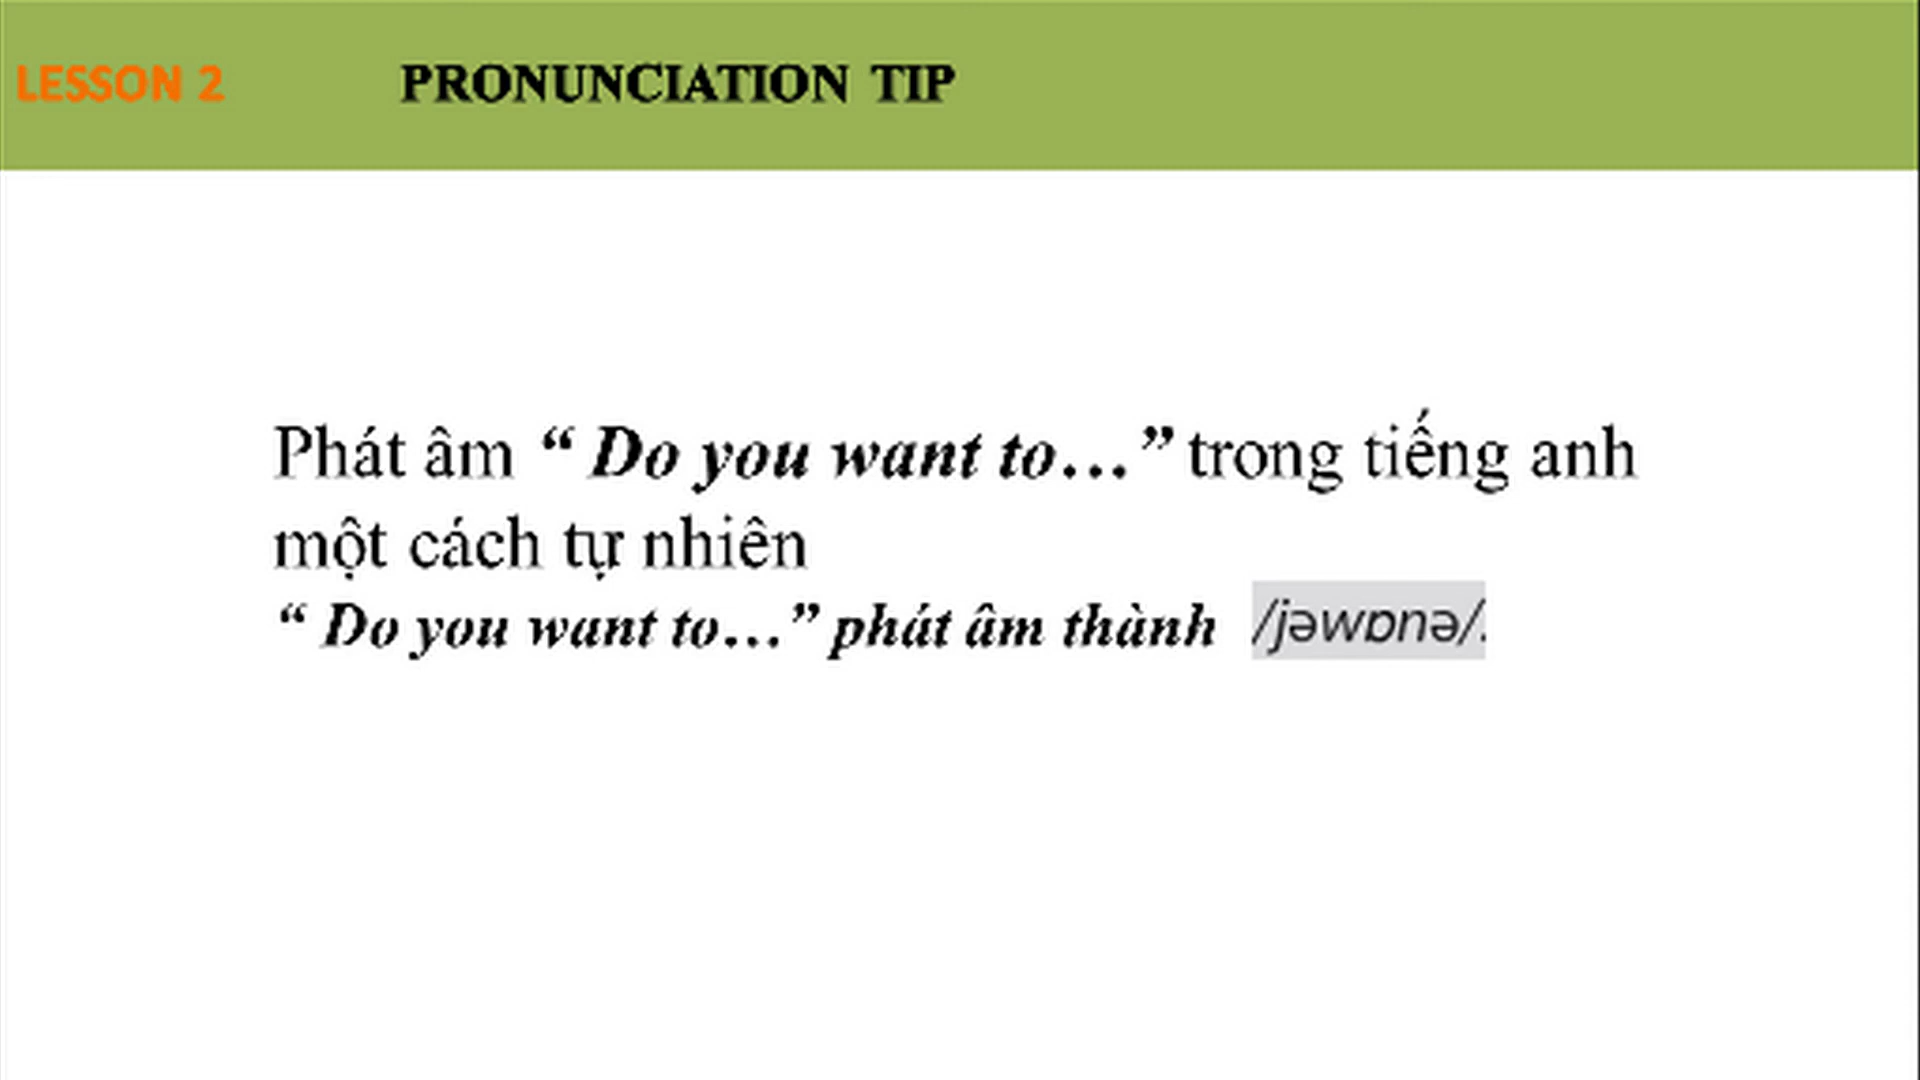 LESSON 2 PRONUNCIATION TIP
Phát âm “ Do you want to…” trong tiếng anh
một cách tự nhiên
“ Do you want to…” phát âm thành /jəwɒnə/.